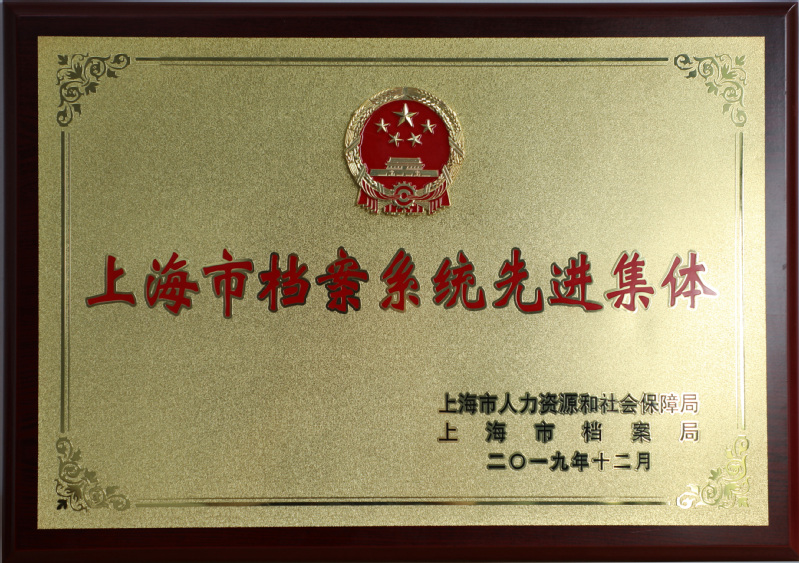 上海市档案系统先进集体
上海市人力资源和社会保障局
上海市档案局
二〇一九年十二月